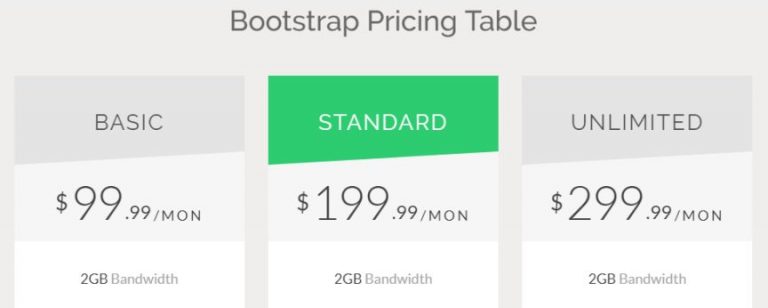 Bootstrap Pricing Table
BASIC
$99.99/MON
2GB Bandwidth
STANDARD
$199.99/MON
2GB Bandwidth
UNLIMITED
$299.99/MON
2GB Bandwidth